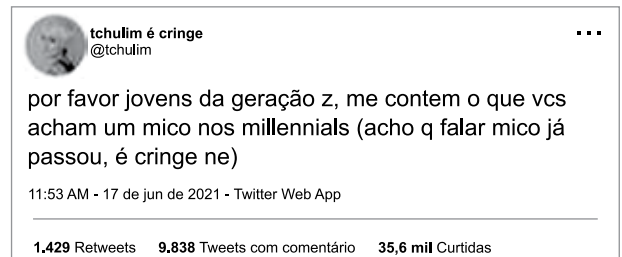 tchulim é cringe
@tchulim
por favor jovens da geração z, me contem o que vcs
acham um mico nos millennials (acho q falar mico já
passou, é cringe ne)
11:53 AM - 17 de jun de 2021 - Twitter Web App
1.429 Retweets 9.838 Tweets com comentário 35,6 mil Curtidas